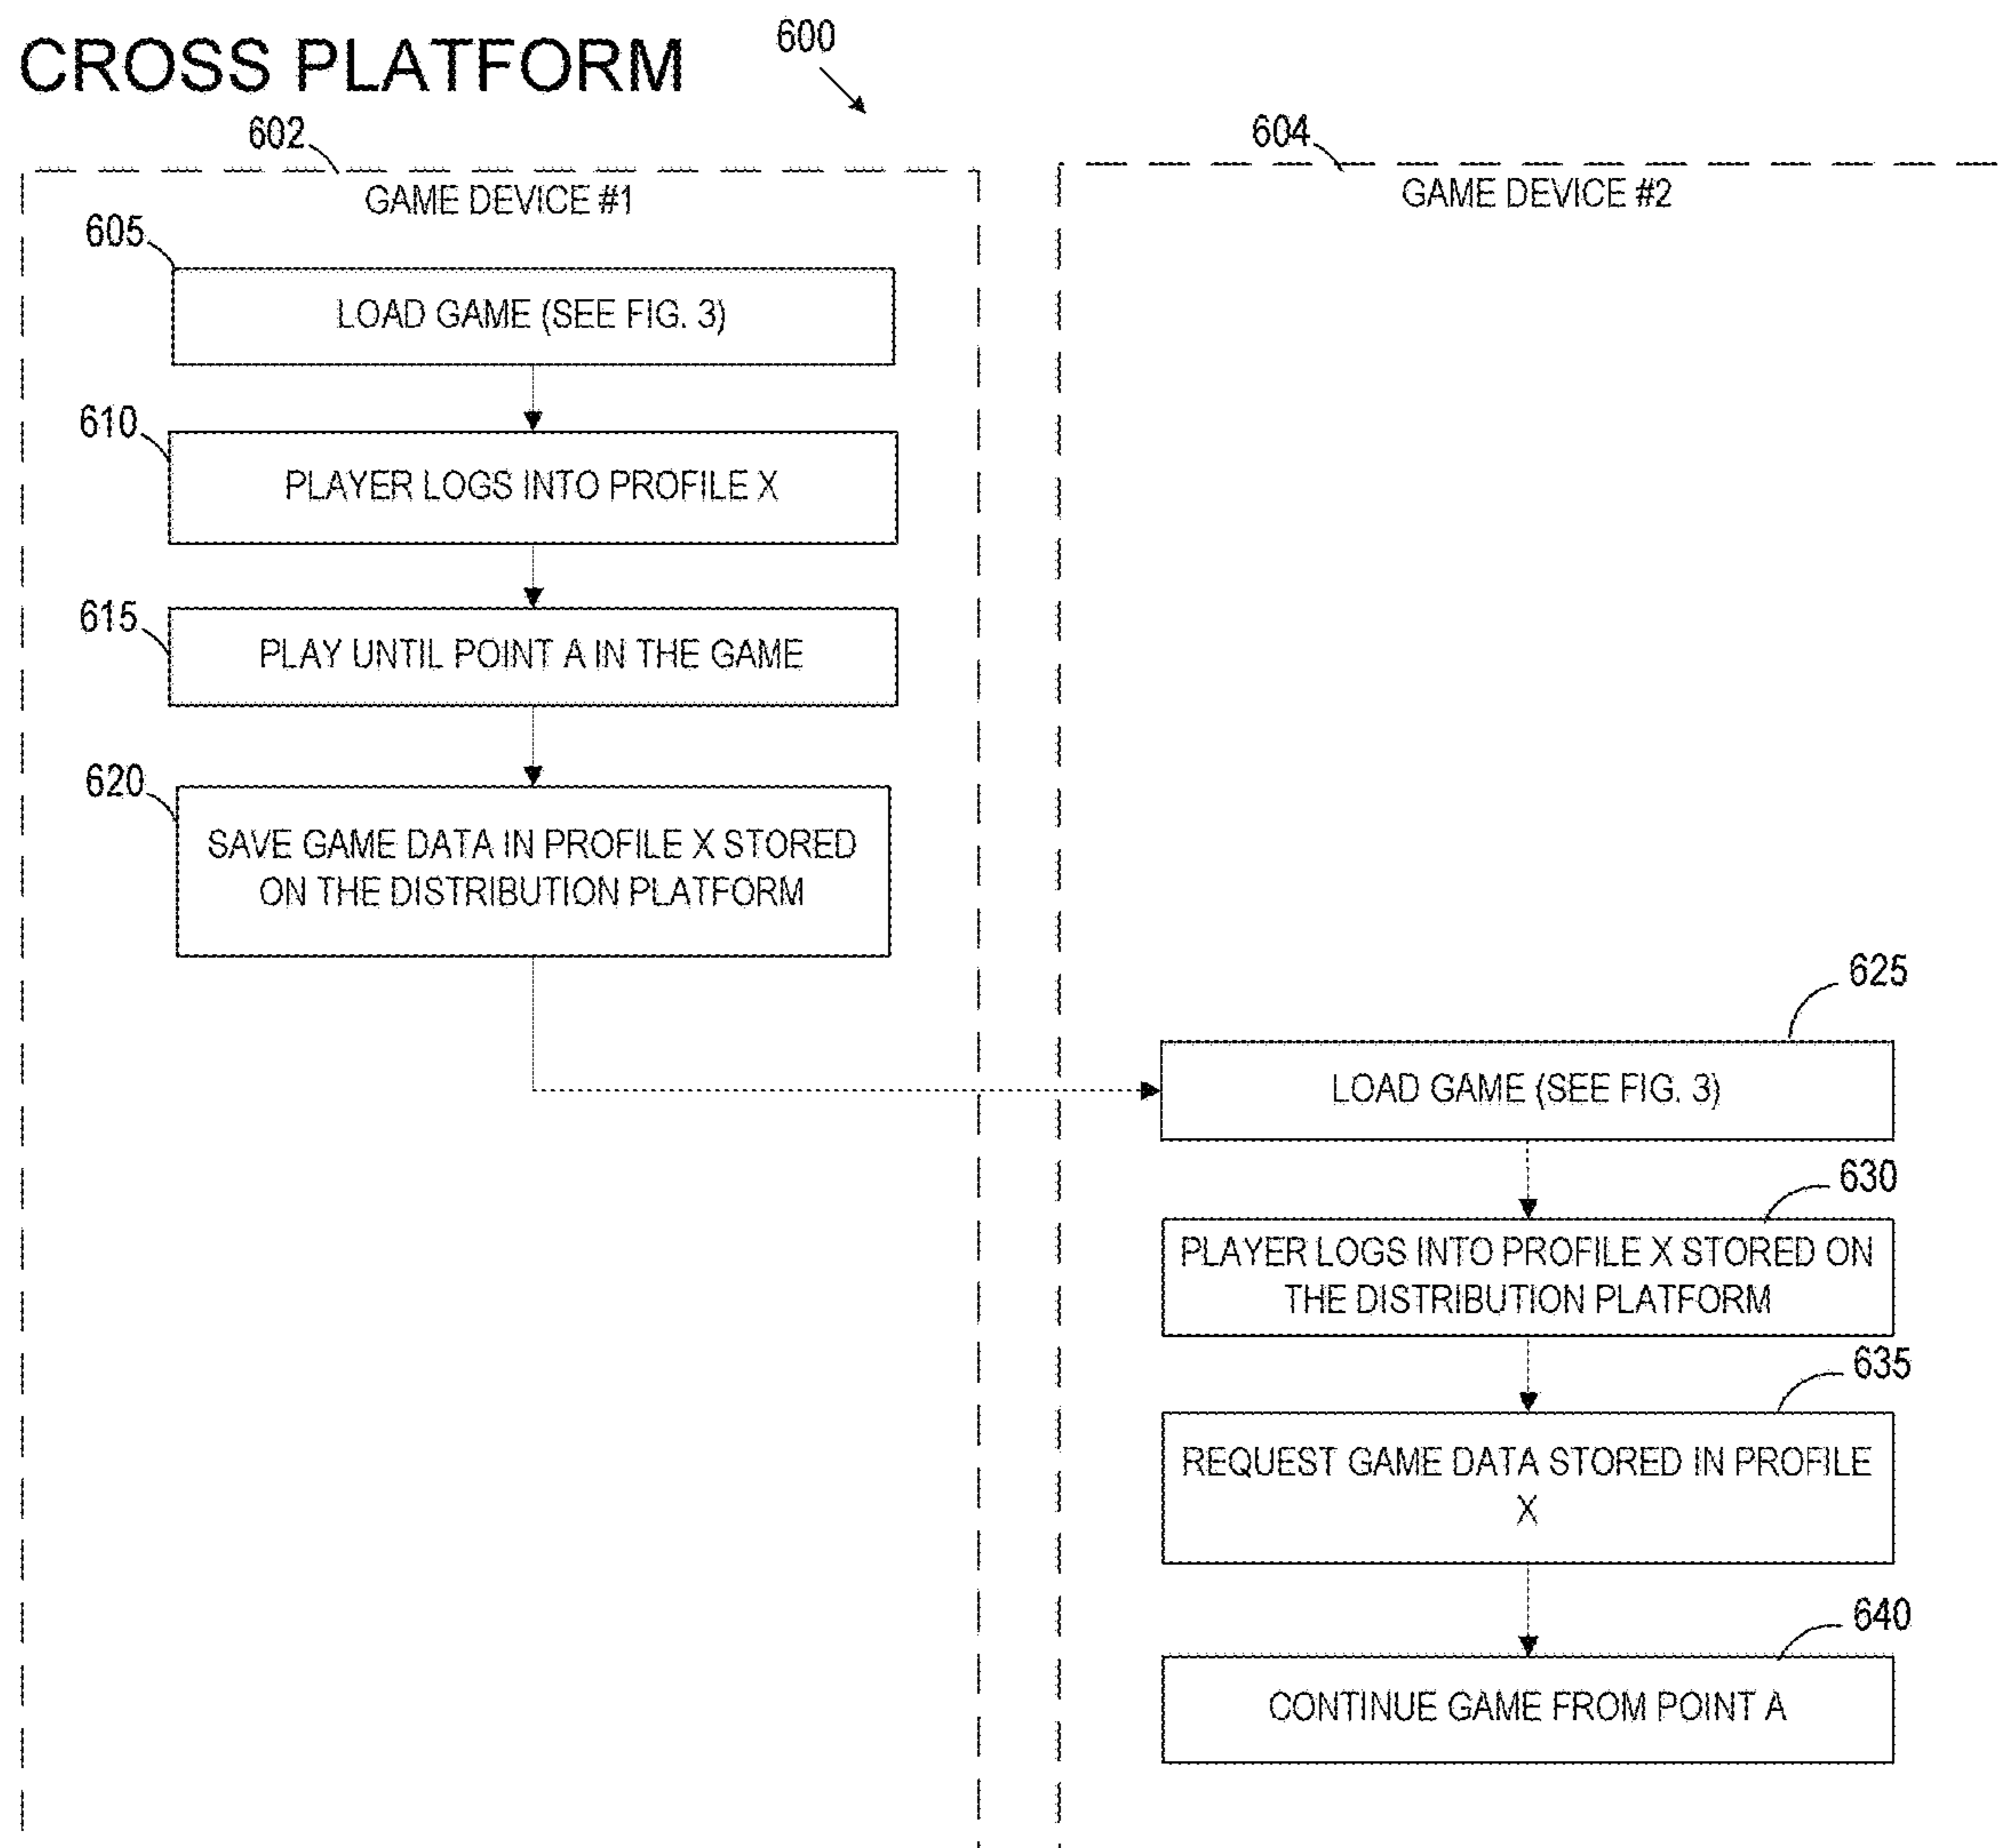 CROSS PLATFORM
600
602
GAME DEVICE #1
605
LOAD GAME (SEE FIG. 3)
610
PLAYER LOGS INTO PROFILE X
615
PLAY UNTIL POINT A IN THE GAME
620
SAVE GAME DATA IN PROFILE X STORED
ON THE DISTRIBUTION PLATFORM
604
GAME DEVICE #2
625
LOAD GAME (SEE FIG. 3)
630
PLAYER LOGS INTO PROFILE X STORED ON
THE DISTRIBUTION PLATFORM
635
REQUEST GAME DATA STORED IN PROFILE
X
640
CONTINUE GAME FROM POINT A